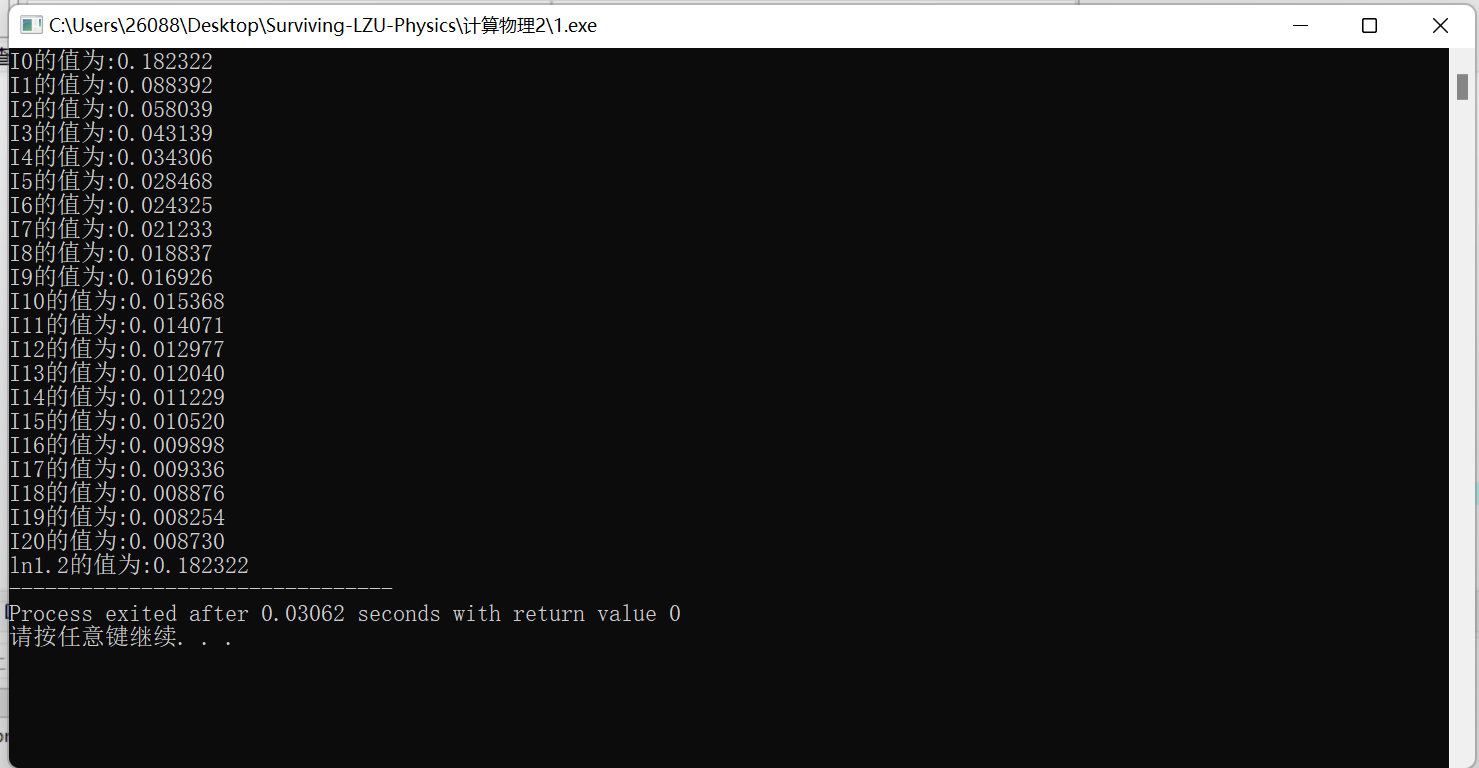 C:\Users\26088\Desktop\Surviving-LZU-Physics\计算物理2\1.exe
I0的值为:0.182322
I1的值为:0.088392
I2的值为:0.058039
I3的值为:0.043139
I4的值为:0.034306
I5的值为:0.028468
I6的值为:0.024325
I7的值为:0.021233
I8的值为:0.018837
I9的值为:0.016926
I10的值为:0.015368
I11的值为:0.014071
I12的值为:0.012977
I13的值为:0.012040
I14的值为:0.011229
I15的值为:0.010520
I16的值为:0.009898
I17的值为:0.009336
I18的值为:0.008876
I19的值为:0.008254
I20的值为:0.008730
ln1.2的值为:0.182322
--------------------------------
Process exited after 0.03062 seconds with return value 0
请按任意键继续. . .